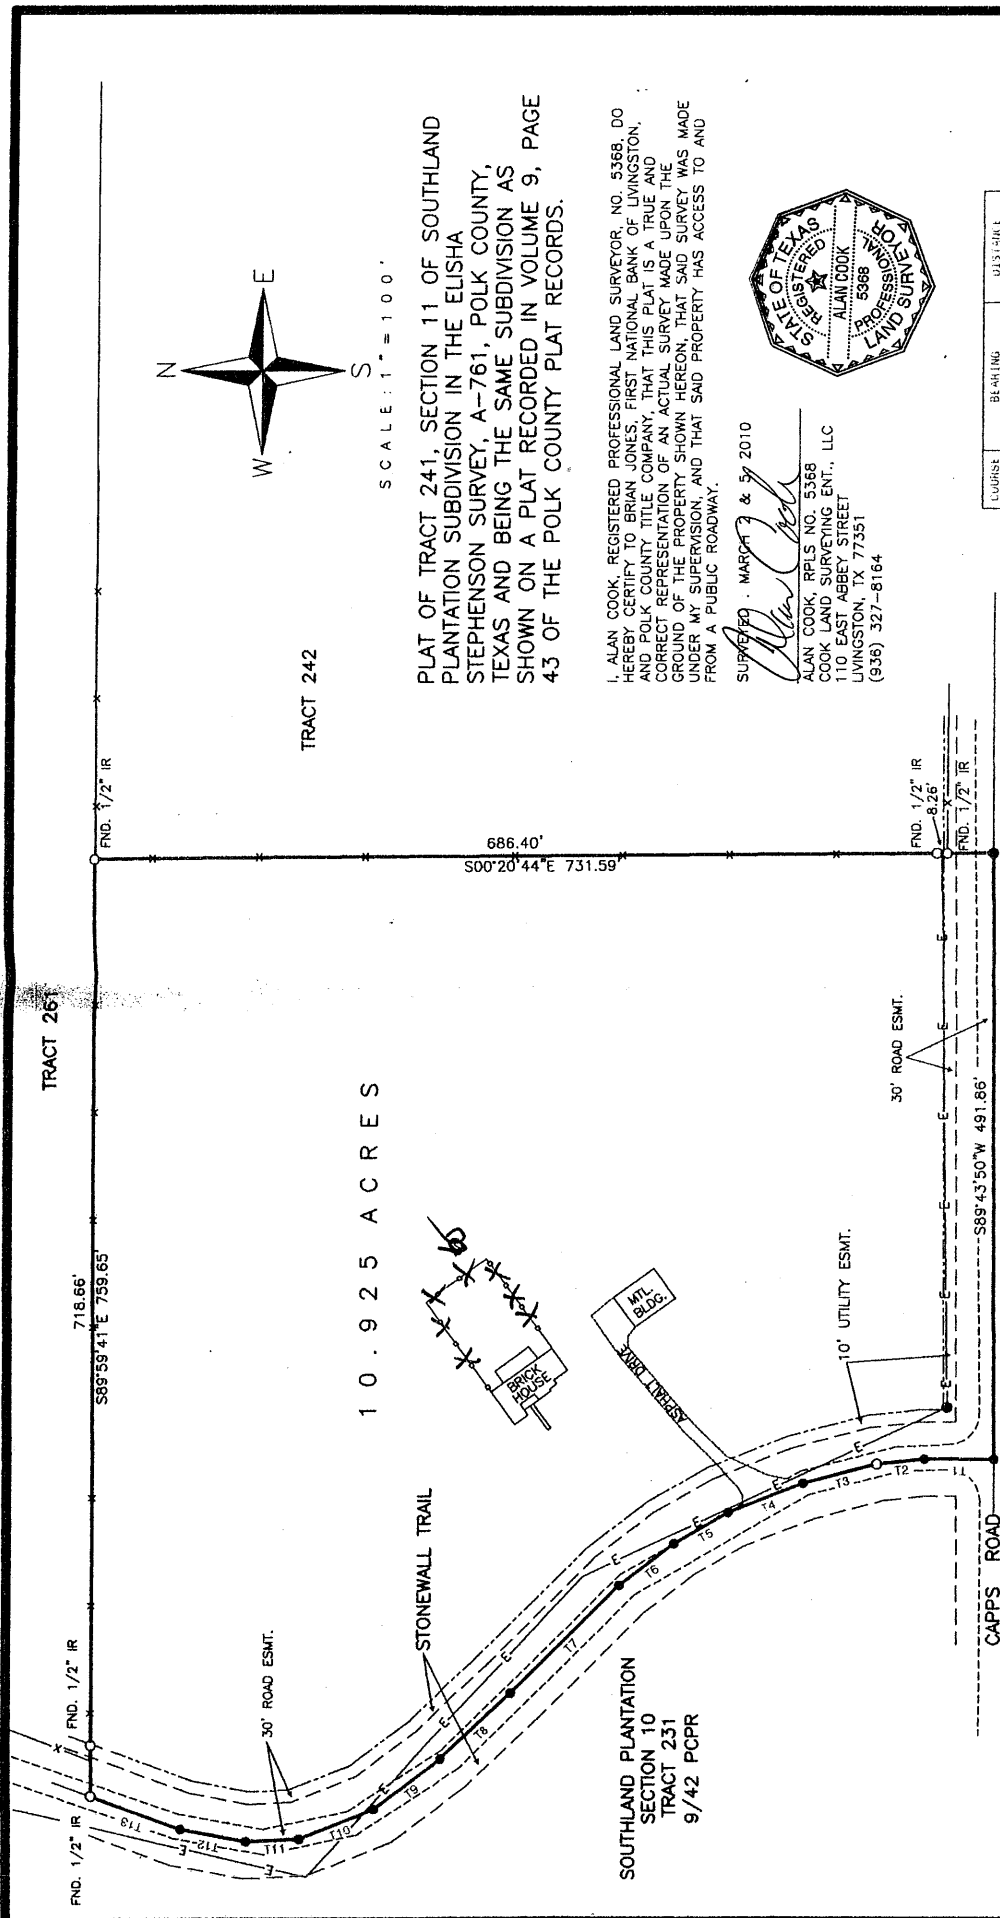 TRACT 261
FND. 1/2" IR
FND. 1/2" IR
718.66'
S89°59'41"E 759.65'
FND. 1/2" IR
TRACT 242
N
W
E
S
SCALE: 1" = 100'
PLAT OF TRACT 241, SECTION 11 OF SOUTHLAND
PLANTATION SUBDIVISION IN THE ELISHA
STEPHENSON SURVEY, A-761, POLK COUNTY,
TEXAS AND BEING THE SAME SUBDIVISION AS
SHOWN ON A PLAT RECORDED IN VOLUME 9, PAGE
43 OF THE POLK COUNTY PLAT RECORDS.
I, ALAN COOK, REGISTERED PROFESSIONAL LAND SURVEYOR, NO. 5368, DO
HEREBY CERTIFY TO BRIAN JONES, FIRST NATIONAL BANK OF LIVINGSTON,
AND POLK COUNTY TITLE COMPANY, THAT THIS PLAT IS A TRUE AND
CORRECT REPRESENTATION OF AN ACTUAL SURVEY MADE UPON THE
GROUND OF THE PROPERTY SHOWN HEREON, THAT SAID SURVEY WAS MADE
UNDER MY SUPERVISION, AND THAT SAID PROPERTY HAS ACCESS TO AND
FROM A PUBLIC ROADWAY.
SURVEYED: MARCH & 5, 2010
Alan Cook
ALAN COOK, RPLS NO. 5368
COOK LAND SURVEYING ENT., LLC
110 EAST ABBEY STREET
LIVINGSTON, TX 77351
(936) 327-8164
STATE OF TEXAS
REGISTERED
ALAN COOK
5368
PROFESSIONAL
LAND SURVEYOR
COURSE BEARING DISTANCE
10.925 ACRES
686.40'
S00°20'44"E 731.59'
FND. 1/2" IR
8.26'
FND. 1/2" IR
BRICK
HOUSE
MTL.
BLDG.
ASPHALT DRIVE
30' ROAD ESMT.
STONEWALL TRAIL
10' UTILITY ESMT.
30' ROAD ESMT.
S89°43'50"W 491.86'
T13
T12
T11
T10
T9
T8
T7
T6
T5
T4
T3
T2
T1
E
E
E
E
E
E
E
E
E
E
E
E
E
SOUTHLAND PLANTATION
SECTION 10
TRACT 231
9/42 PCPR
CAPPS ROAD